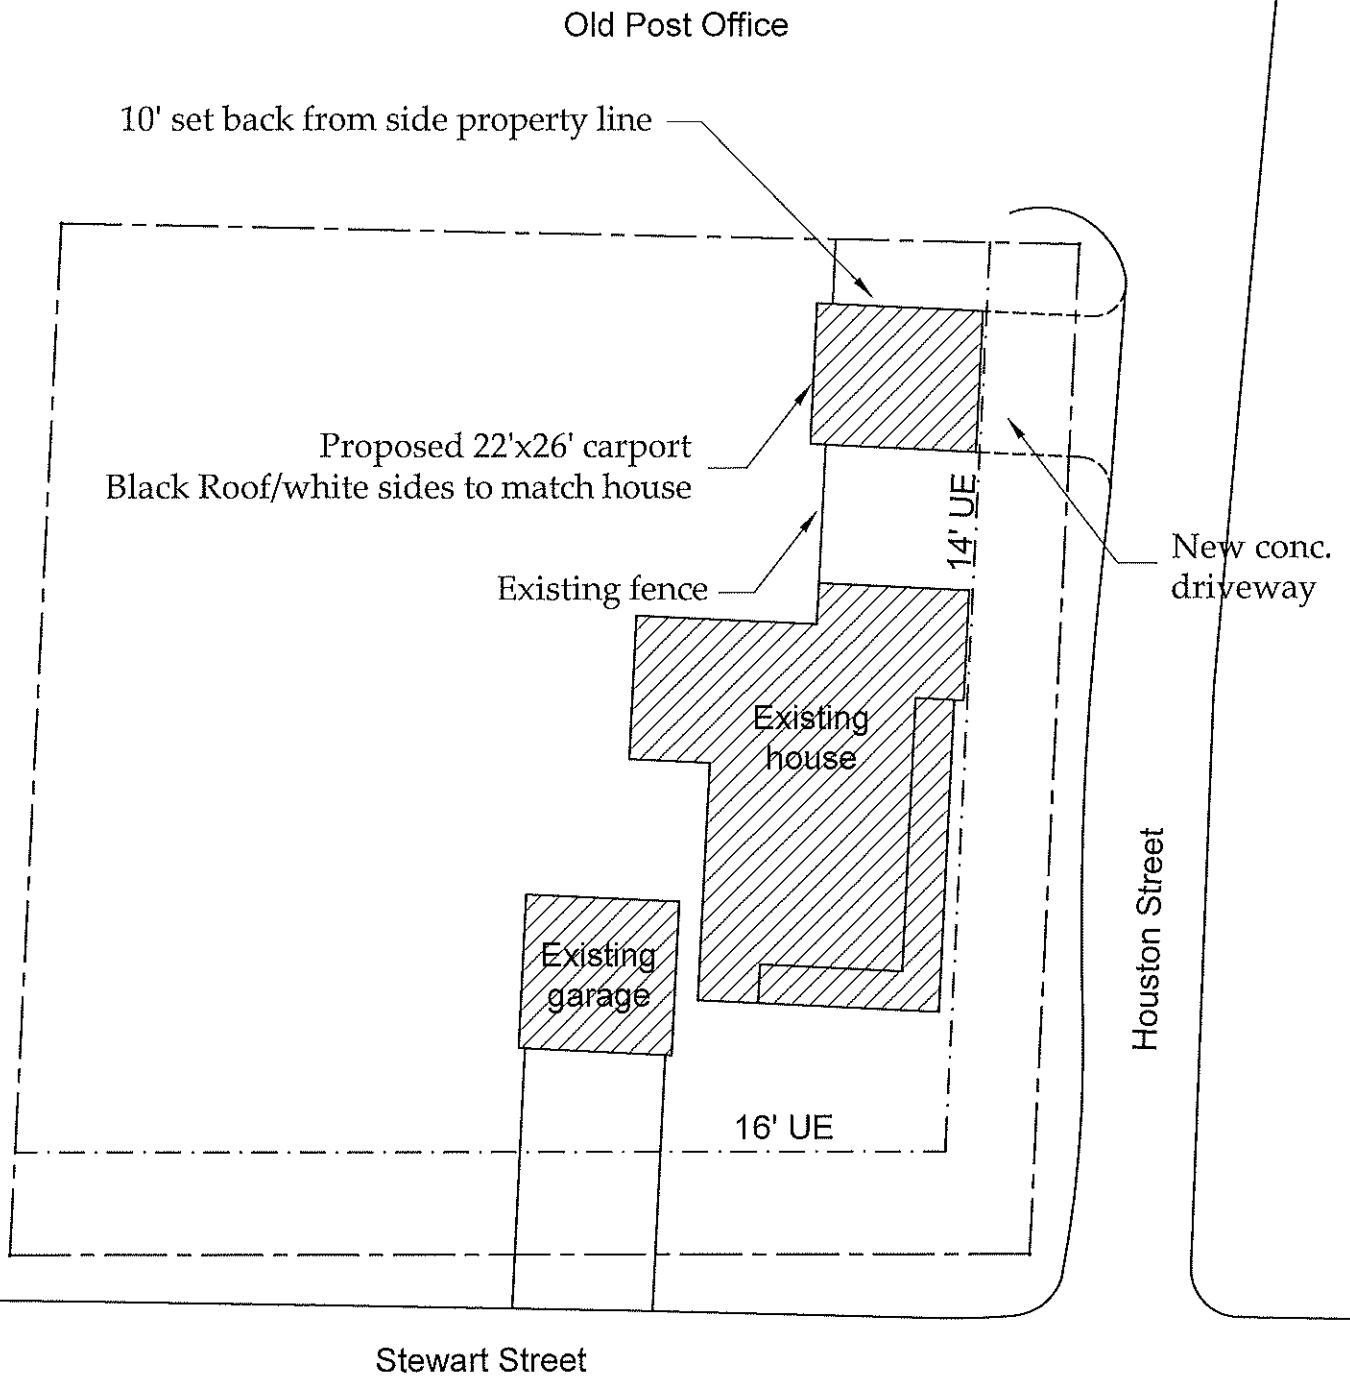 Old Post Office
10' set back from side property line
Proposed 22'x26' carport
Black Roof/white sides to match house
14' UE
New conc.
driveway
Existing fence
Existing
house
Houston Street
Existing
garage
16' UE
Stewart Street